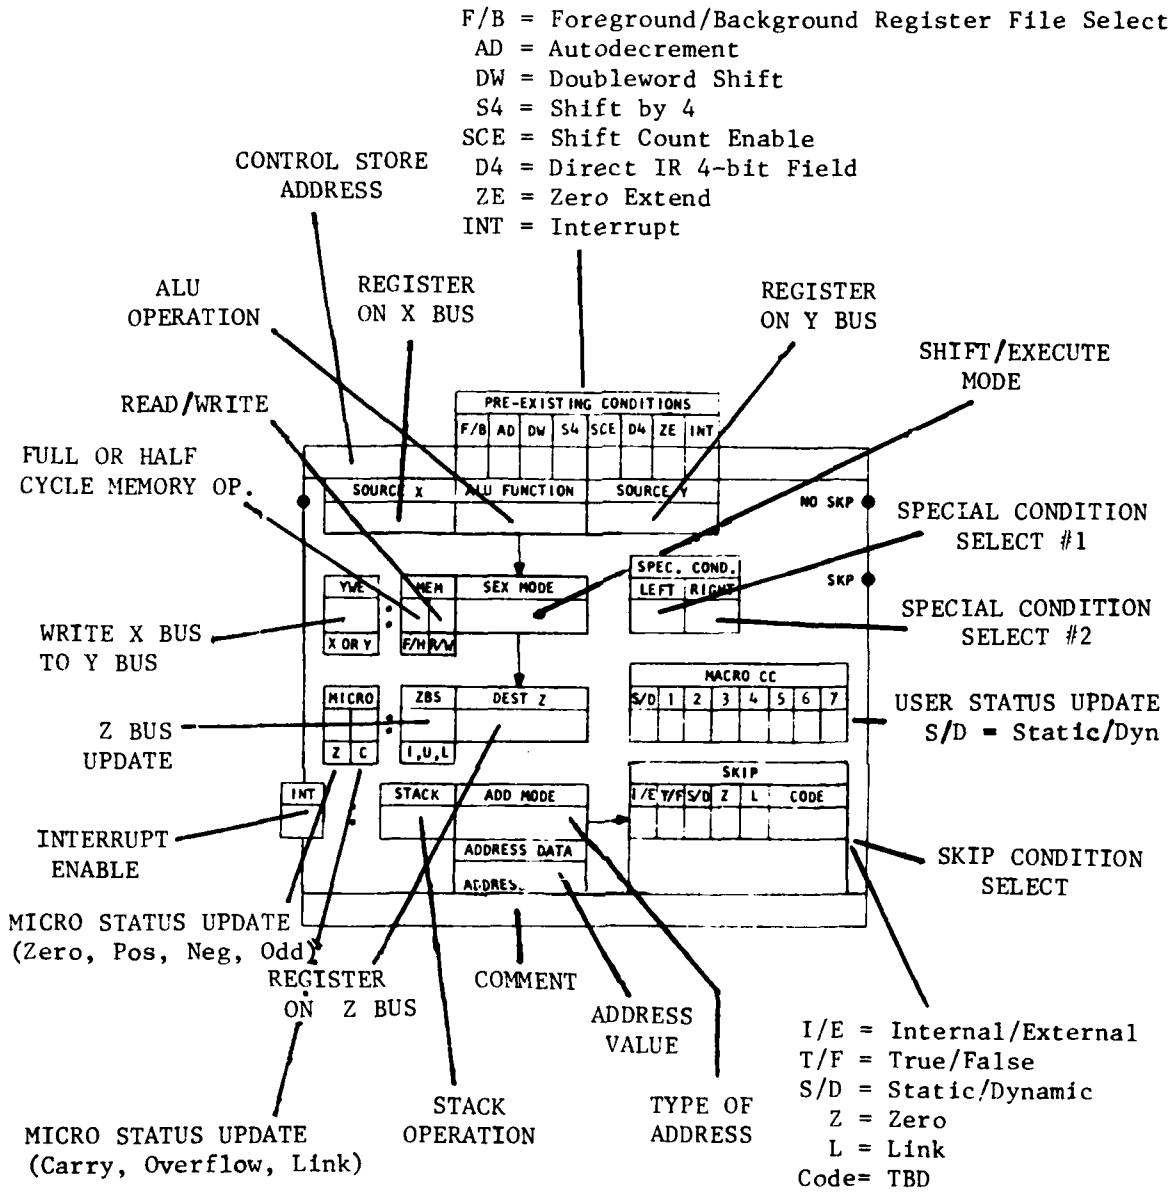 F/B = Foreground/Background Register File Select
AD = Autodecrement
DW = Doubleword Shift
S4 = Shift by 4
SCE = Shift Count Enable
D4 = Direct IR 4-bit Field
ZE = Zero Extend
INT = Interrupt
CONTROL STORE
ADDRESS
ALU
OPERATION
REGISTER
ON X BUS
REGISTER
ON Y BUS
SHIFT/EXECUTE
MODE
READ/WRITE
FULL OR HALF
CYCLE MEMORY OP.
PRE-EXISTING CONDITIONS
F/B AD DW S4 SCE D4 ZE INT
SOURCE X ALU FUNCTION SOURCE Y
NO SKP
SPECIAL CONDITION
SELECT #1
SKP
SPECIAL CONDITION
SELECT #2
YWE MEM SEX MODE
SPEC. COND.
LEFT RIGHT
X OR Y F/H R/W
WRITE X BUS
TO Y BUS
MICRO ZBS DEST Z
Z C I,U,L
MACRO CC
S/D 1 2 3 4 5 6 7
USER STATUS UPDATE
S/D = Static/Dyn
Z BUS
UPDATE
INT STACK ADD MODE
ADDRESS DATA
ADDRES.
SKIP
I/E T/F S/D Z L CODE
INTERRUPT
ENABLE
SKIP CONDITION
SELECT
MICRO STATUS UPDATE
(Zero, Pos, Neg, Odd)
REGISTER
ON Z BUS
COMMENT
ADDRESS
VALUE
STACK
OPERATION
TYPE OF
ADDRESS
MICRO STATUS UPDATE
(Carry, Overflow, Link)
I/E = Internal/External
T/F = True/False
S/D = Static/Dynamic
Z = Zero
L = Link
Code= TBD